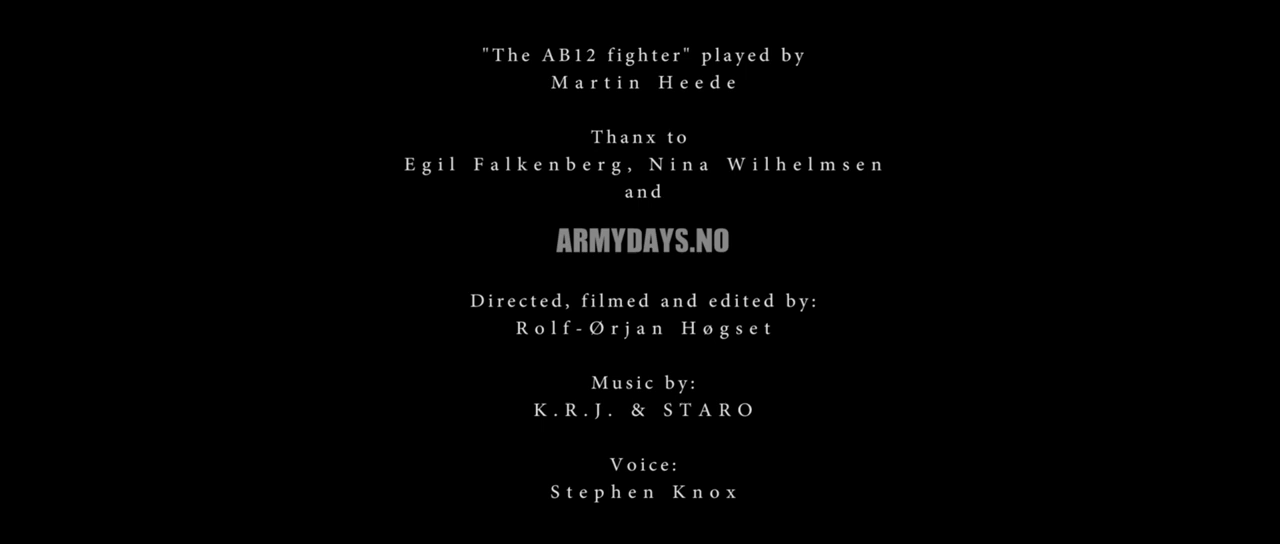 "The AB12 fighter" played by
Martin Heede
Thanx to
Egil Falkenberg, Nina Wilhelmsen
and
ARMYDAYS.NO
Directed, filmed and edited by:
Rolf-Ørjan Høgset
Music by:
K.R.J. & STARO
Voice:
Stephen Knox